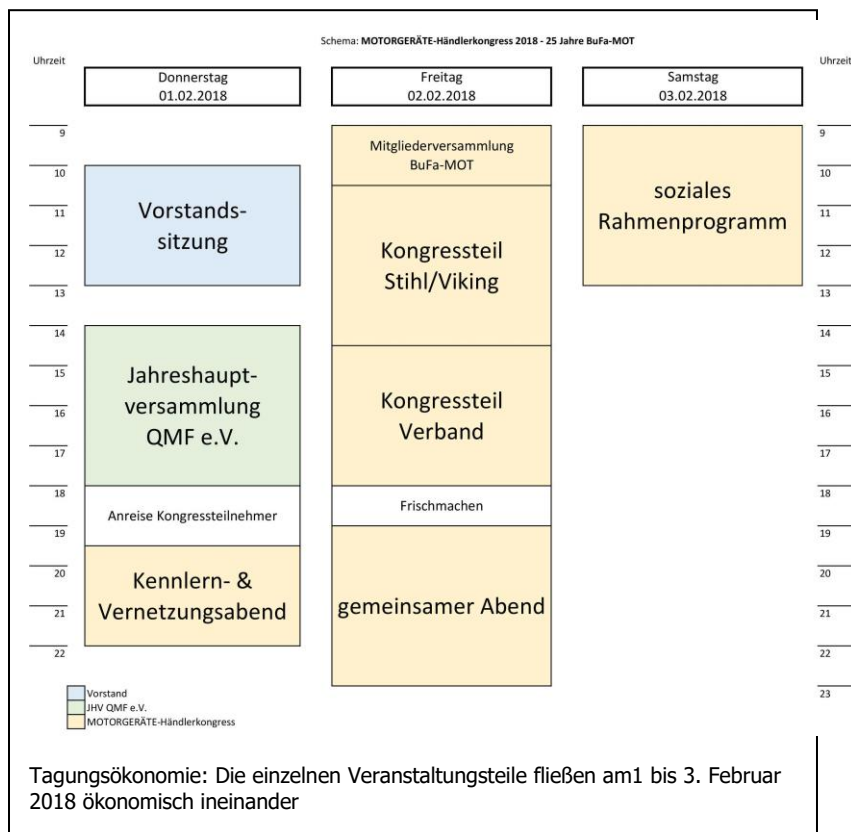 Schema: MOTORGERÄTE-Händlerkongress 2018 - 25 Jahre BuFa-MOT
Uhrzeit
Uhrzeit
Donnerstag
01.02.2018
Freitag
02.02.2018
Samstag
03.02.2018
9
10
11
12
13
14
15
16
17
18
19
20
21
22
Vorstands-
sitzung
Jahreshaupt-
versammlung
QMF e.V.
Anreise Kongressteilnehmer
Kennlern- &
Vernetzungsabend
Mitgliederversammlung
BuFa-MOT
Kongressteil
Stihl/Viking
Kongressteil
Verband
Frischmachen
gemeinsamer Abend
soziales
Rahmenprogramm
9
10
11
12
13
14
15
16
17
18
19
20
21
22
23
Vorstand
JHV QMF e.V.
MOTORGERÄTE-Händlerkongress
Tagungsökonomie: Die einzelnen Veranstaltungsteile fließen am1 bis 3. Februar
2018 ökonomisch ineinander